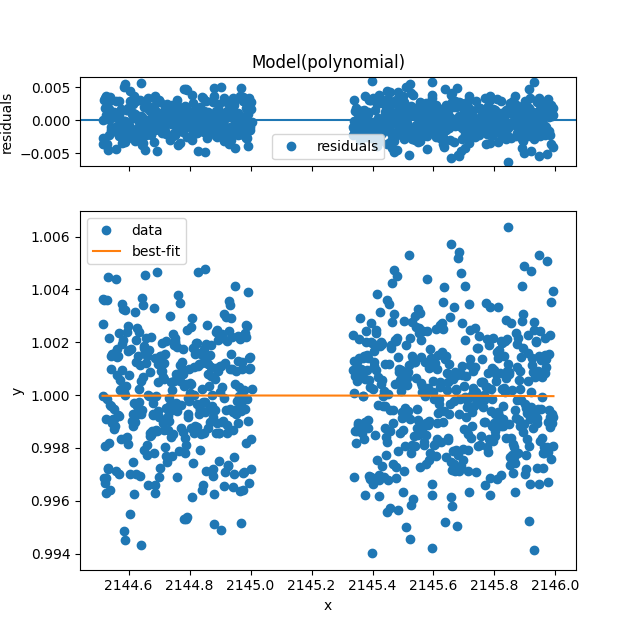 Model(polynomial)
residuals
0.005
0.000
−0.005
residuals
data
best-fit
y
1.006
1.004
1.002
1.000
0.998
0.996
0.994
2144.6 2144.8 2145.0 2145.2 2145.4 2145.6 2145.8 2146.0
x